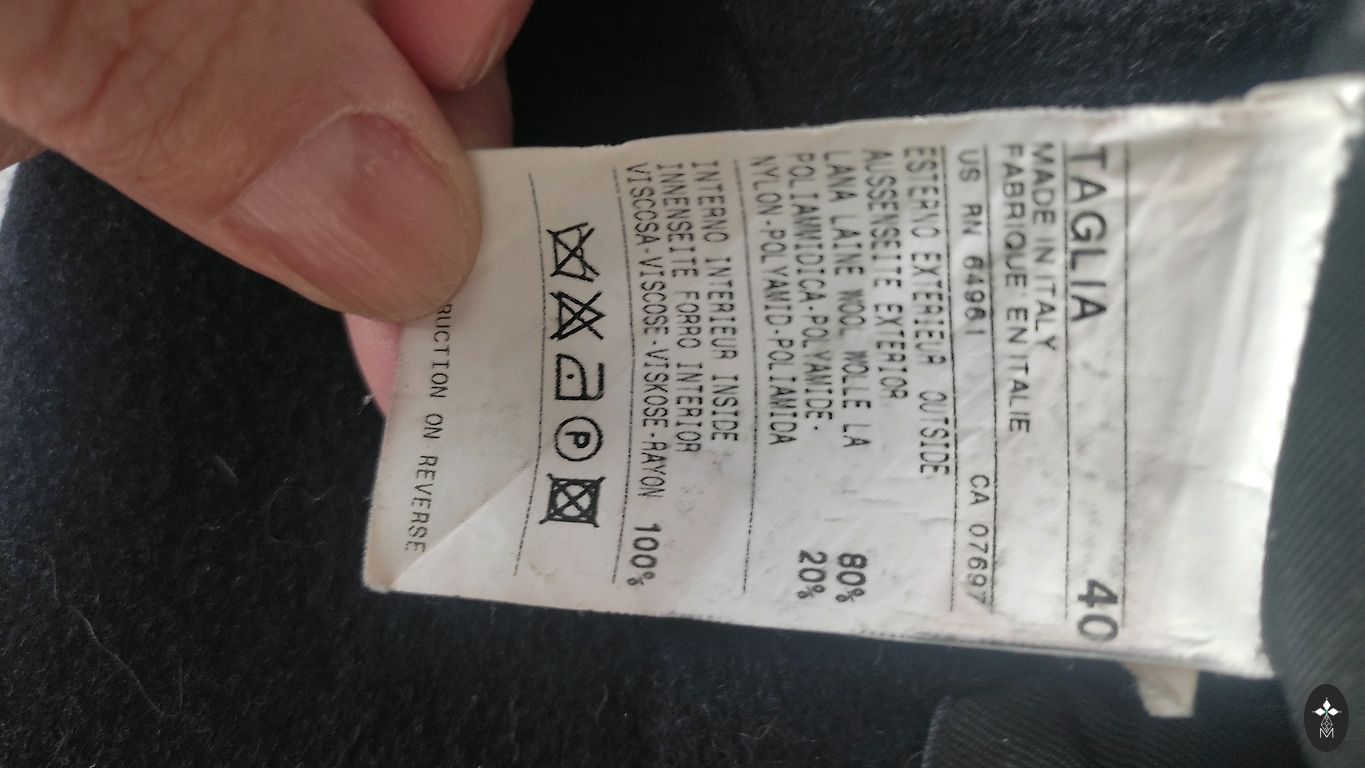 TAGLIA 40
MADE IN ITALY
FABRIQUE EN ITALIE
US RN 64961 CA 07697
ESTERNO EXTERIEUR OUTSIDE
AUSSENSEITE EXTERIOR
LANA LAINE WOOL WOLLE LA 80%
POLIAMMIDICA-POLYAMIDE- 20%
NYLON-POLYAMID-POLIAMIDA
INTERNO INTERIEUR INSIDE
INNENSEITE FORRO INTERIOR
VISCOSA-VISCOSE-VISKOSE-RAYON 100%
P
RUCTION ON REVERSE
M